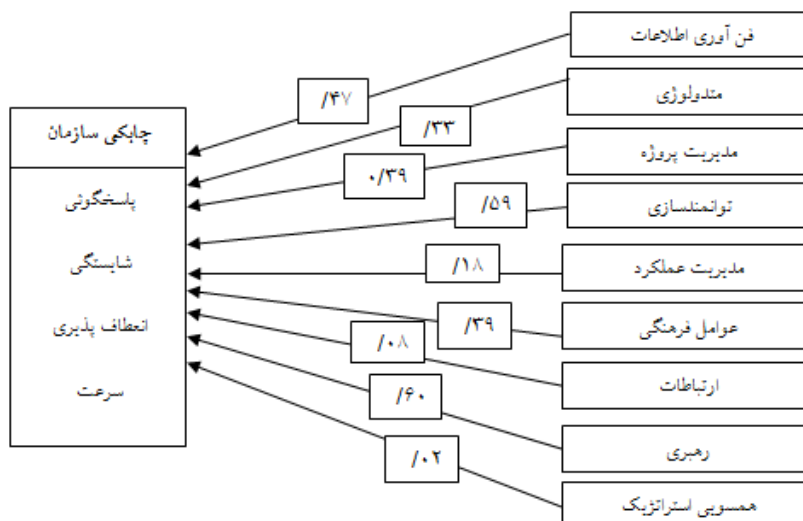 فن آوری اطلاعات
/۴۷
متدولوژی
/۳۳
چابکی سازمان
مدیریت پروژه
۰/۳۹
پاسخگوئی
توانمندسازی
/۵۹
شایستگی
مدیریت عملکرد
/۱۸
انعطاف پذیری
عوامل فرهنگی
/۳۹
ارتباطات
/۰۸
سرعت
رهبری
/۶۰
همسویی استراتژیک
/۰۲